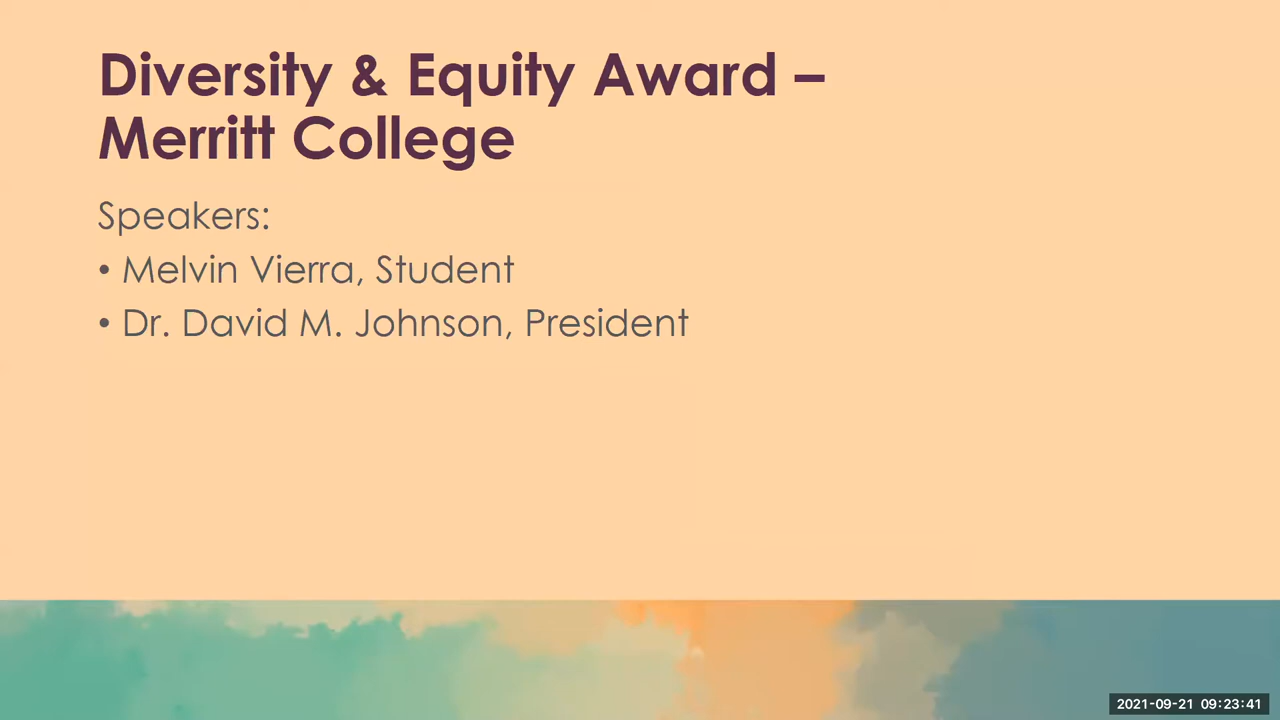 Diversity & Equity Award –
Merritt College
Speakers:
• Melvin Vierra, Student
• Dr. David M. Johnson, President
2021-09-21 09:23:41